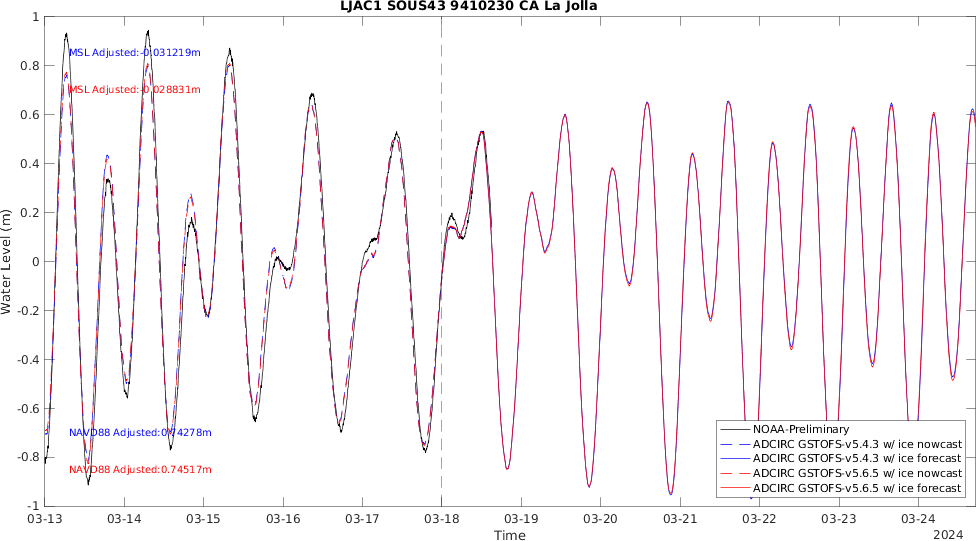 LJAC1 SOUS43 9410230 CA La Jolla
1
0.8
0.6
0.4
0.2
0
-0.2
-0.4
-0.6
-0.8
-1
Water Level (m)
MSL Adjusted:-0.031219m
MSL Adjusted:-0.028831m
NAVD88 Adjusted:0.74278m
NAVD88 Adjusted:0.74517m
NOAA-Preliminary
ADCIRC GSTOFS-v5.4.3 w/ ice nowcast
ADCIRC GSTOFS-v5.4.3 w/ ice forecast
ADCIRC GSTOFS-v5.6.5 w/ ice nowcast
ADCIRC GSTOFS-v5.6.5 w/ ice forecast
03-13 03-14 03-15 03-16 03-17 03-18 03-19 03-20 03-21 03-22 03-23 03-24
Time
2024